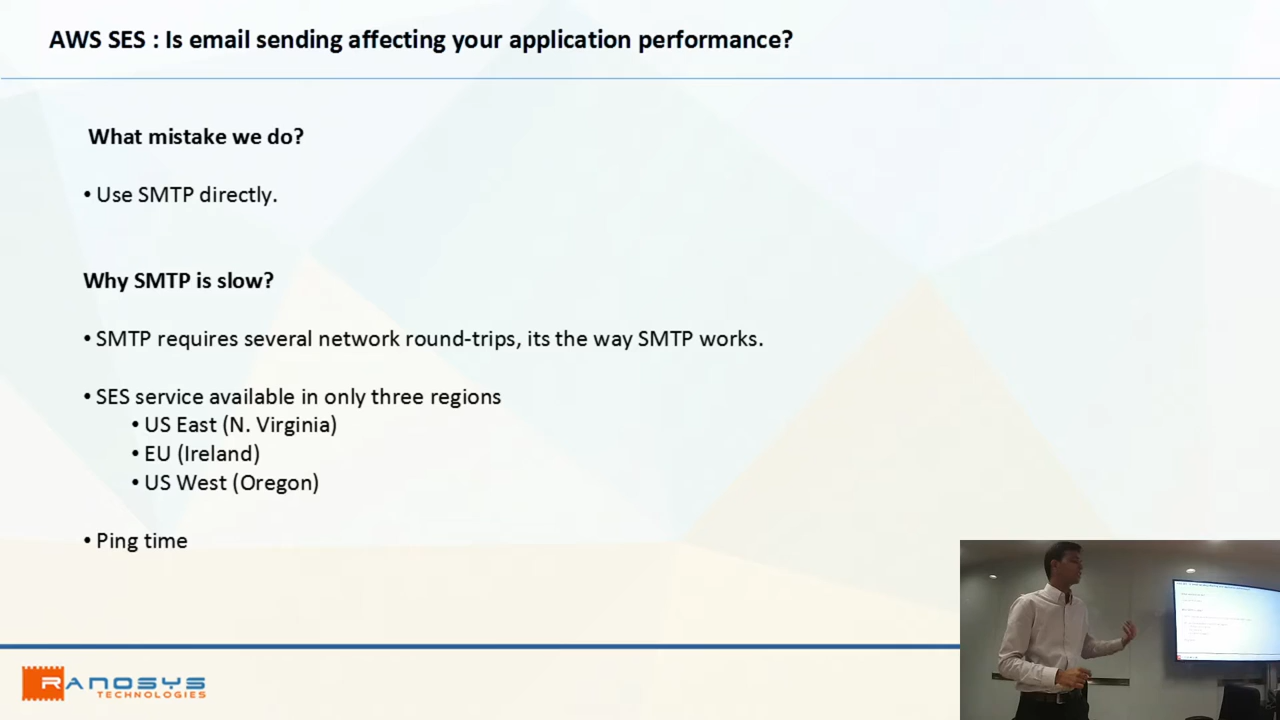 AWS SES : Is email sending affecting your application performance?
What mistake we do?
• Use SMTP directly.
Why SMTP is slow?
• SMTP requires several network round-trips, its the way SMTP works.
• SES service available in only three regions
• US East (N. Virginia)
• EU (Ireland)
• US West (Oregon)
• Ping time
RANOSYS
TECHNOLOGIES